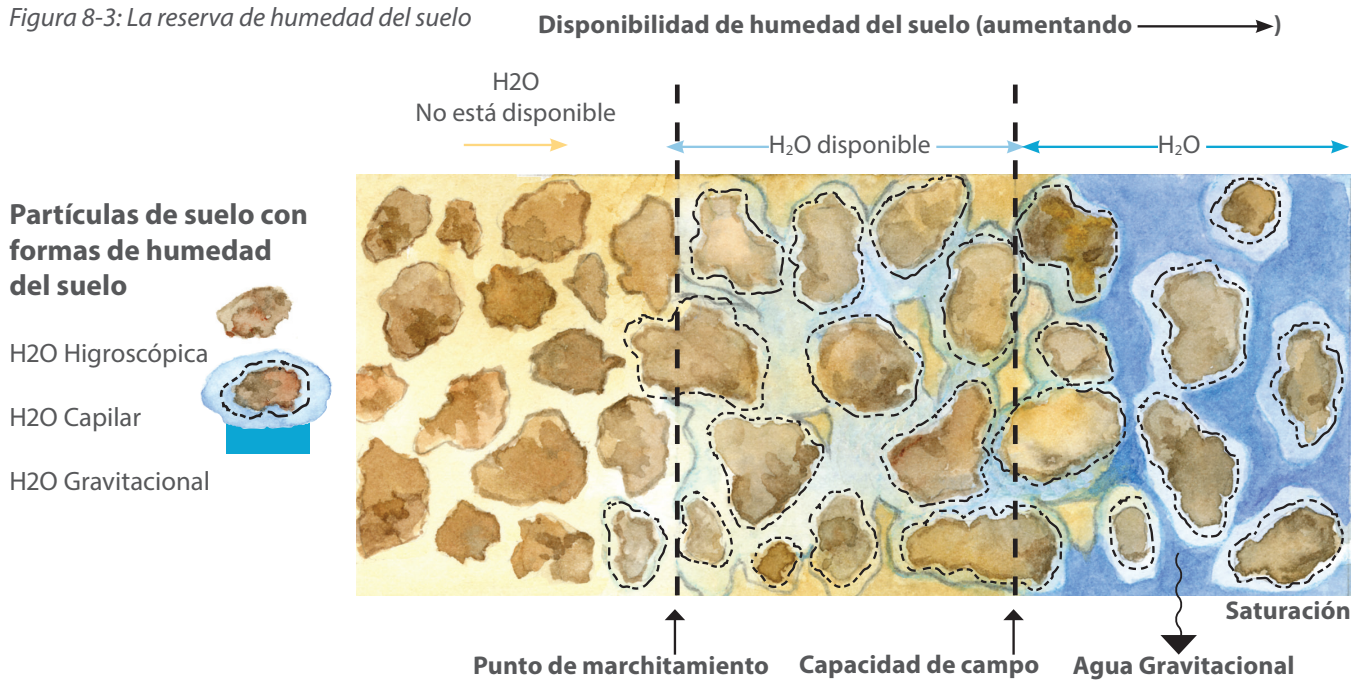 Figura 8-3: La reserva de humedad del suelo
Disponibilidad de humedad del suelo (aumentando)
H2O
No está disponible
H₂O disponible
H₂O
Partículas de suelo con
formas de humedad
del suelo
H2O Higroscópica
H2O Capilar
H2O Gravitacional
Saturación
Punto de marchitamiento
Capacidad de campo
Agua Gravitacional